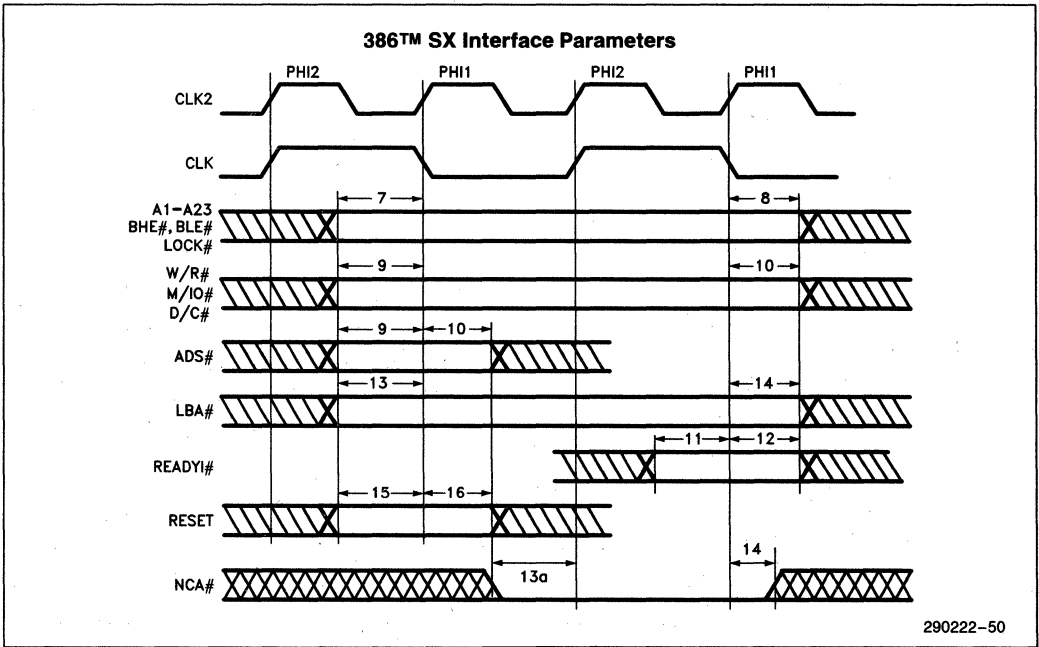 386™ SX Interface Parameters
PHI2 PHI1 PHI2 PHI1
CLK2
CLK
7 8
A1-A23
BHE#, BLE#
LOCK#
9 10
W/R#
M/IO#
D/C#
9 10
ADS#
13 14
LBA#
11 12
READYI#
15 16
RESET
13a 14
NCA#
290222-50